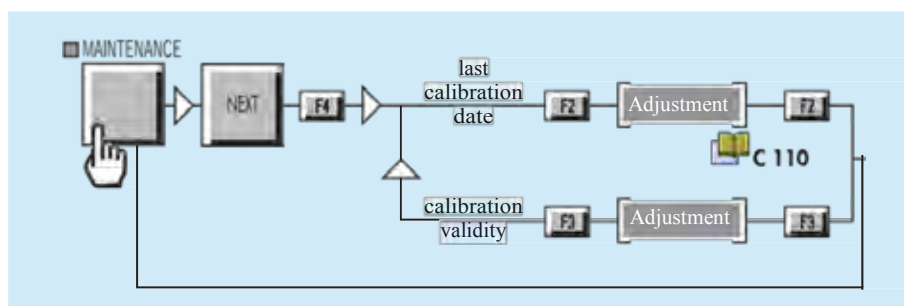 MAINTENANCE
NEXT
F4
last
calibration
date
F2
Adjustment
F2
C 110
calibration
validity
F3
Adjustment
F3